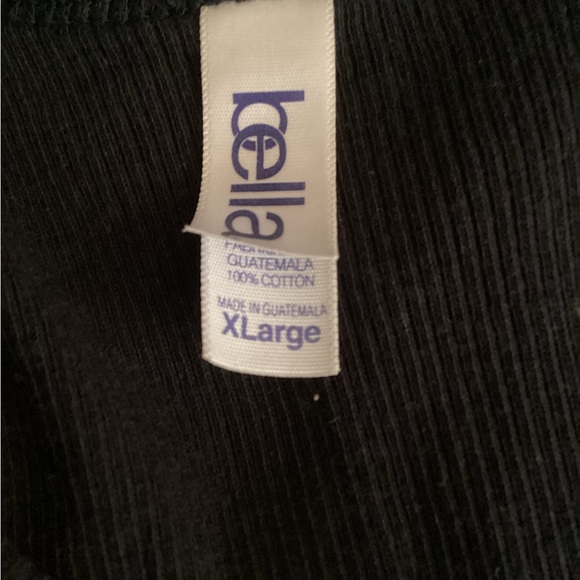 bella
GUATEMALA
100% COTTON
MADE IN GUATEMALA
XLarge